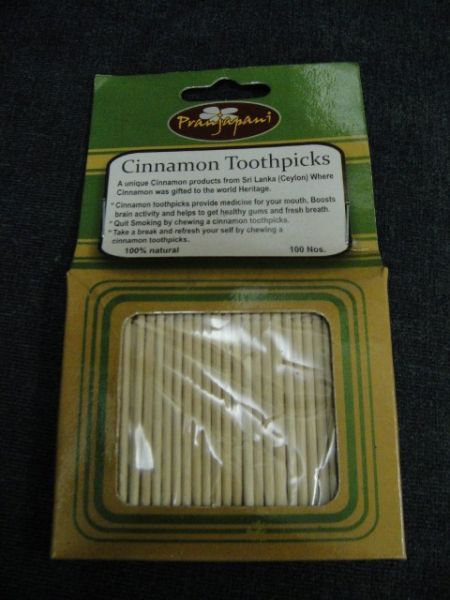 Pranjapani
Cinnamon Toothpicks
A unique Cinnamon products from Sri Lanka (Ceylon) Where
Cinnamon was gifted to the world Heritage.
* Cinnamon toothpicks provide medicine for your mouth. Boosts
brain activity and helps to get healthy gums and fresh breath.
* Quit Smoking by chewing a cinnamon toothpicks.
* Take a break and refresh your self by chewing a
cinnamon toothpicks.
100% natural 100 Nos.